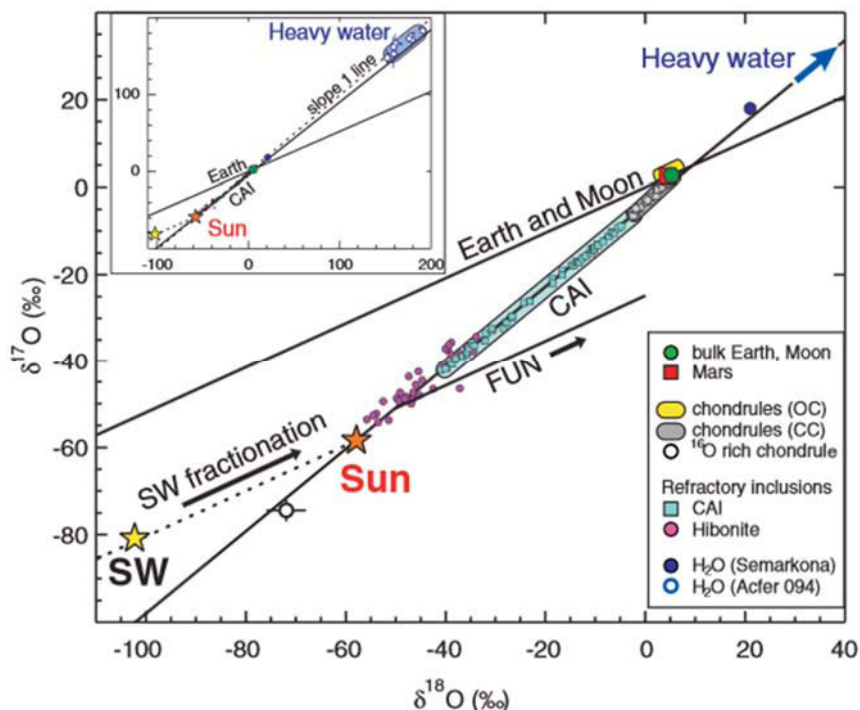 Heavy water
slope 1 line
100
0
Earth
CAI
Sun
-100
0
100
200
Heavy water
20
0
-20
-40
-60
-80
δ17O (‰)
Earth and Moon
CAI
FUN
SW fractionation
Sun
SW
bulk Earth, Moon
Mars
chondrules (OC)
chondrules (CC)
16O rich chondrule
Refractory inclusions
CAI
Hibonite
H2O (Semarkona)
H2O (Acfer 094)
-100
-80
-60
-40
-20
0
20
40
δ18O (‰)